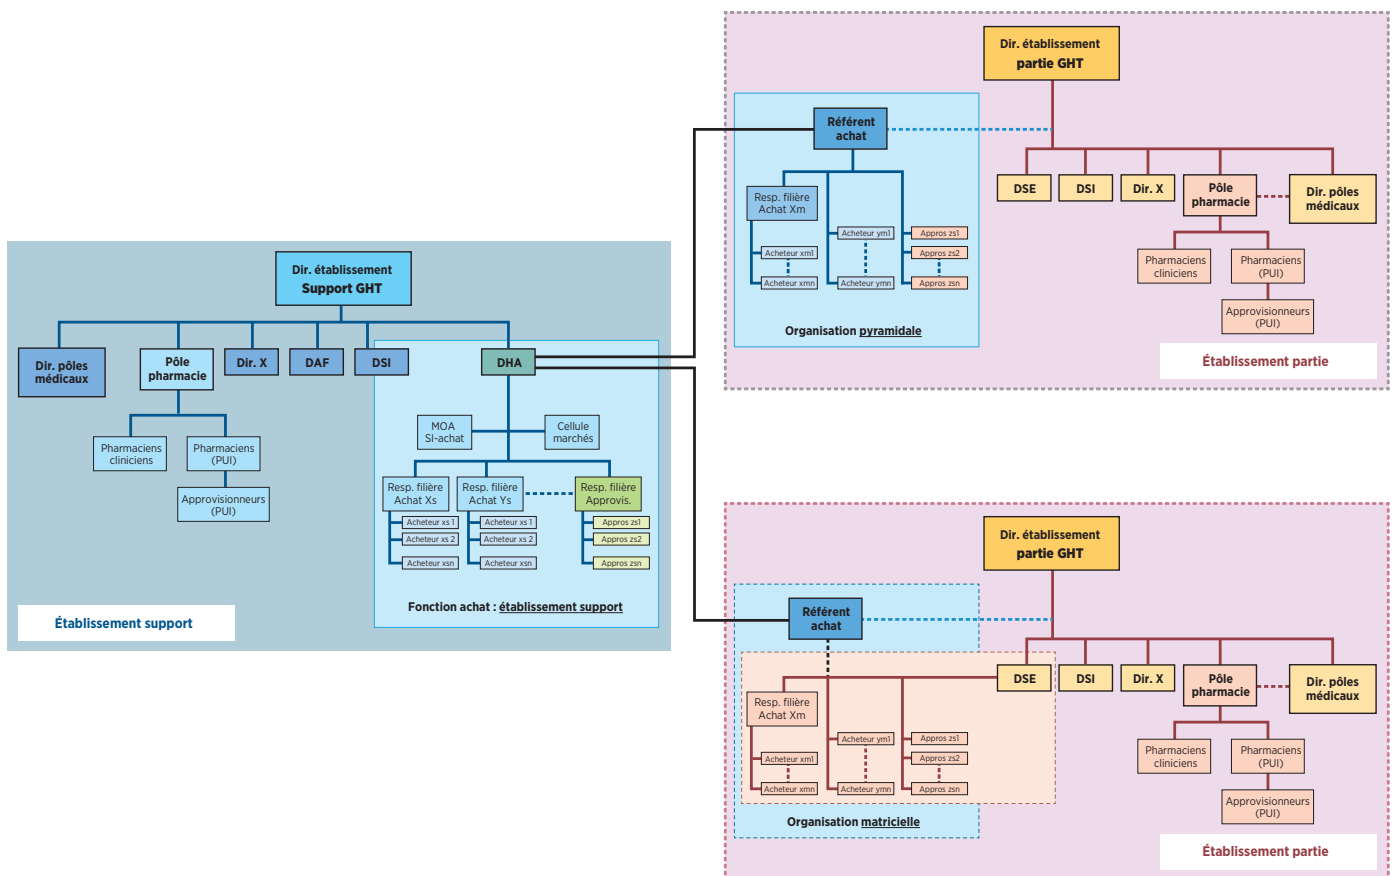 Dir. établissement
Support GHT
Dir. pôles
médicaux
Pôle
pharmacie
Dir. X
DAF
DSI
DHA
Pharmaciens
cliniciens
Pharmaciens
(PUI)
Approvisionneurs
(PUI)
MOA
SI-achat
Cellule
marchés
Resp. filière
Achat Xs
Resp. filière
Achat Ys
Resp. filière
Approvis.
Acheteur xs 1
Acheteur xs 2
Acheteur xsn
Acheteur xs 1
Acheteur xs 2
Acheteur xsn
Appros zs1
Appros zs2
Appros zsn
Fonction achat : établissement support
Établissement support
Dir. établissement
partie GHT
Référent
achat
Resp. filière
Achat Xm
Acheteur xm1
Acheteur xmn
Acheteur ym1
Acheteur ymn
Appros zs1
Appros zs2
Appros zsn
Organisation pyramidale
DSE
DSI
Dir. X
Pôle
pharmacie
Dir. pôles
médicaux
Pharmaciens
cliniciens
Pharmaciens
(PUI)
Approvisionneurs
(PUI)
Établissement partie
Dir. établissement
partie GHT
Référent
achat
Resp. filière
Achat Xm
Acheteur xm1
Acheteur xmn
Acheteur ym1
Acheteur ymn
Appros zs1
Appros zs2
Appros zsn
Organisation matricielle
DSE
DSI
Dir. X
Pôle
pharmacie
Dir. pôles
médicaux
Pharmaciens
cliniciens
Pharmaciens
(PUI)
Approvisionneurs
(PUI)
Établissement partie